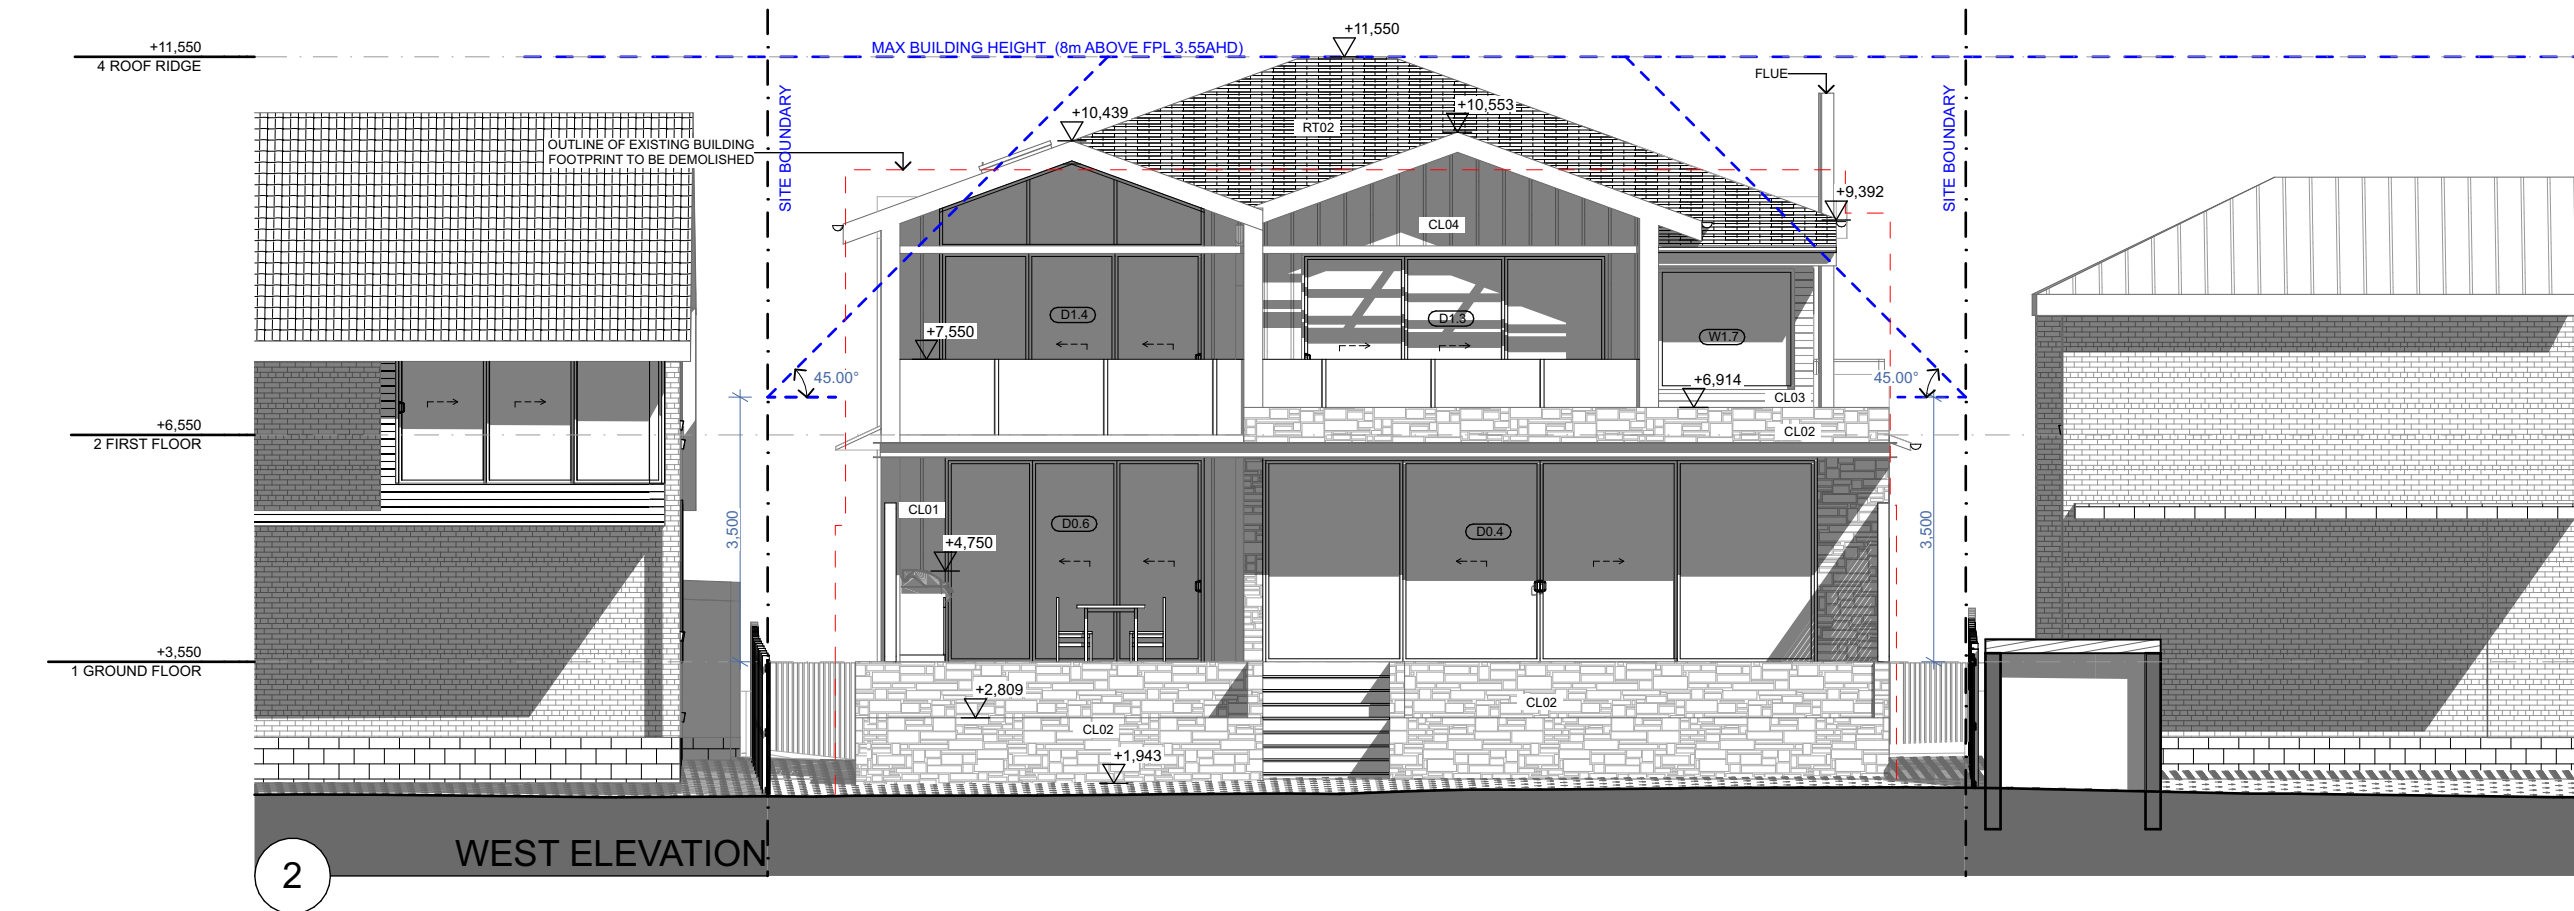 +11,550
4 ROOF RIDGE
MAX BUILDING HEIGHT (8m ABOVE FPL 3.55AHD)
+11,550
FLUE
SITE BOUNDARY
SITE BOUNDARY
+10,439
+10,553
RT02
OUTLINE OF EXISTING BUILDING
FOOTPRINT TO BE DEMOLISHED
+9,392
CL04
D1.4
D1.3
W1.7
+7,550
45.00°
+6,914
45.00°
CL03
+6,550
2 FIRST FLOOR
CL02
CL01
D0.6
D0.4
3,500
3,500
+4,750
+3,550
1 GROUND FLOOR
+2,809
CL02
CL02
+1,943
WEST ELEVATION
2